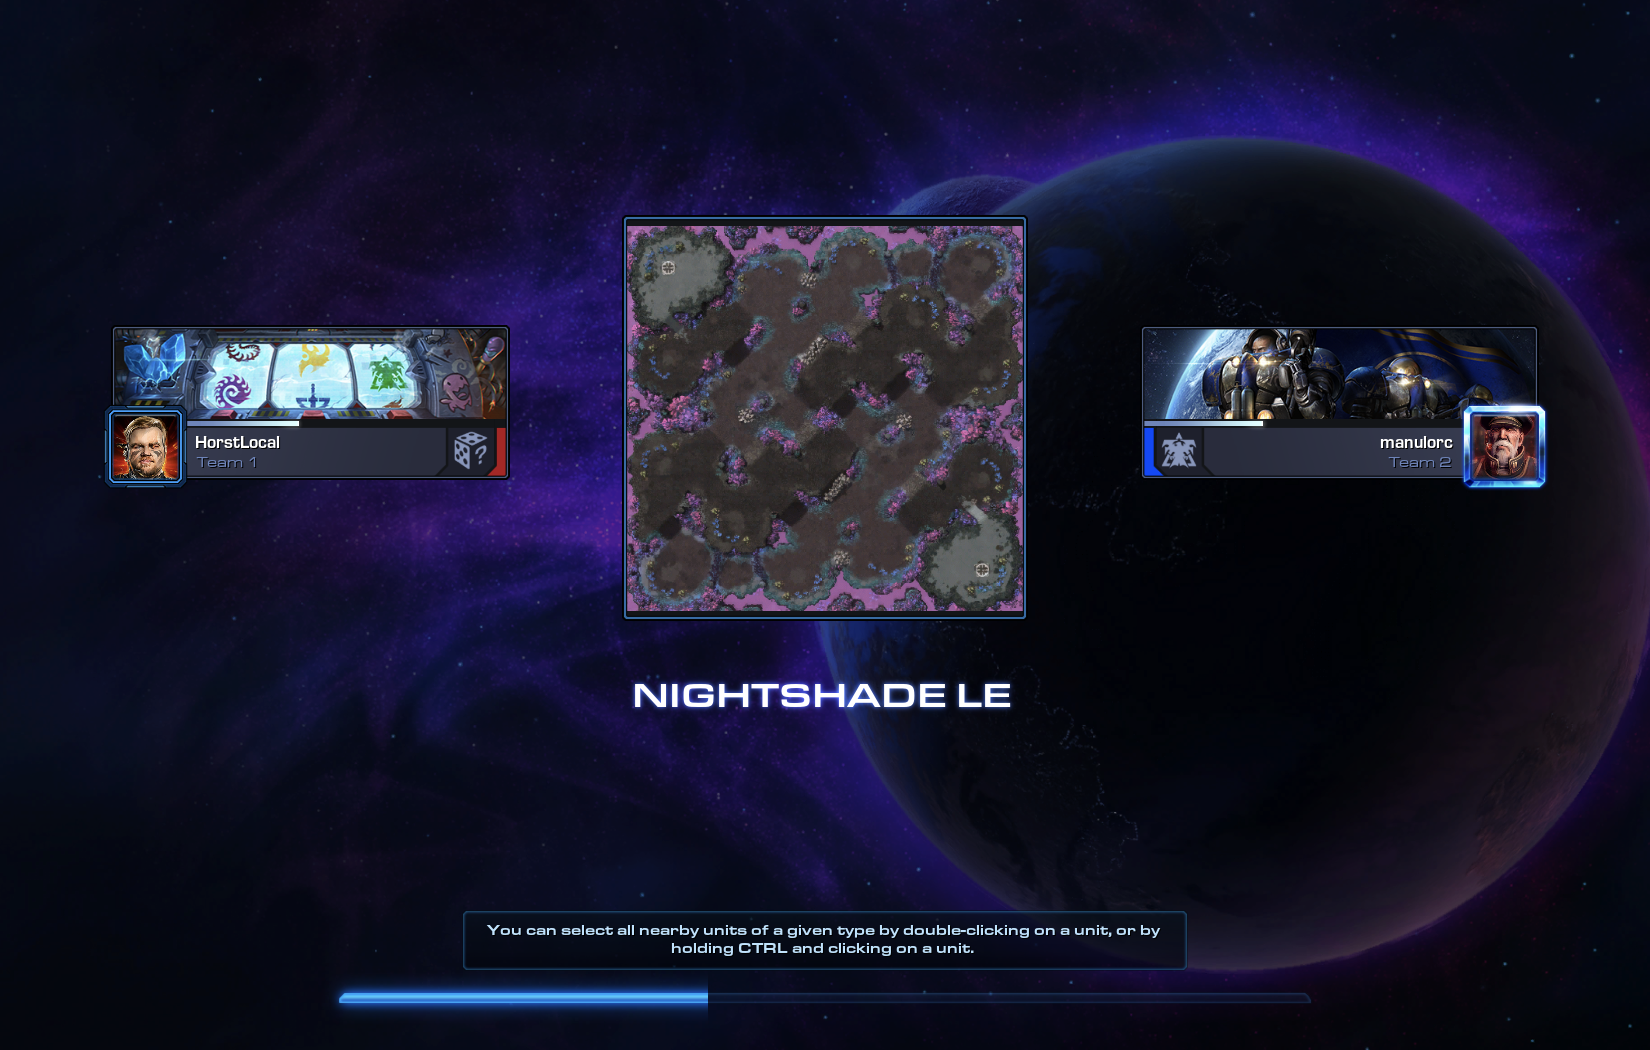 HorstLocal
Team 1
manulorc
Team 2
NIGHTSHADE LE
You can select all nearby units of a given type by double-clicking on a unit, or by
holding CTRL and clicking on a unit.